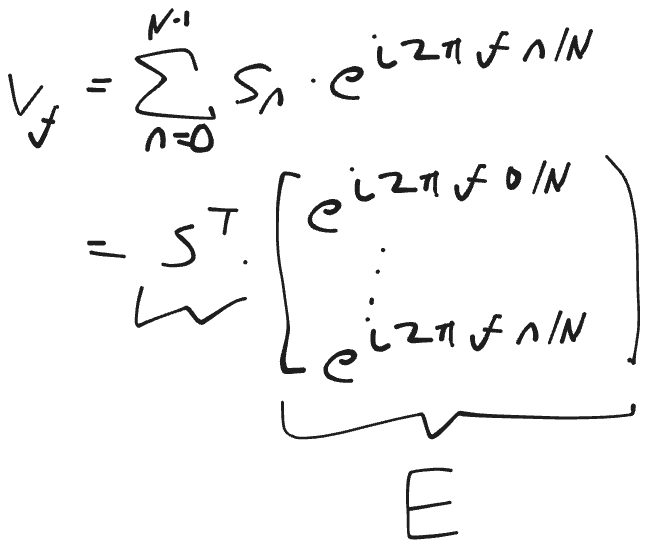 V_f = \sum_{n=0}^{N-1} S_n \cdot e^{i2\pi f n/N}
= S^T \cdot \begin{bmatrix} e^{i2\pi f 0/N} \\ \vdots \\ e^{i2\pi f n/N} \end{bmatrix}
E